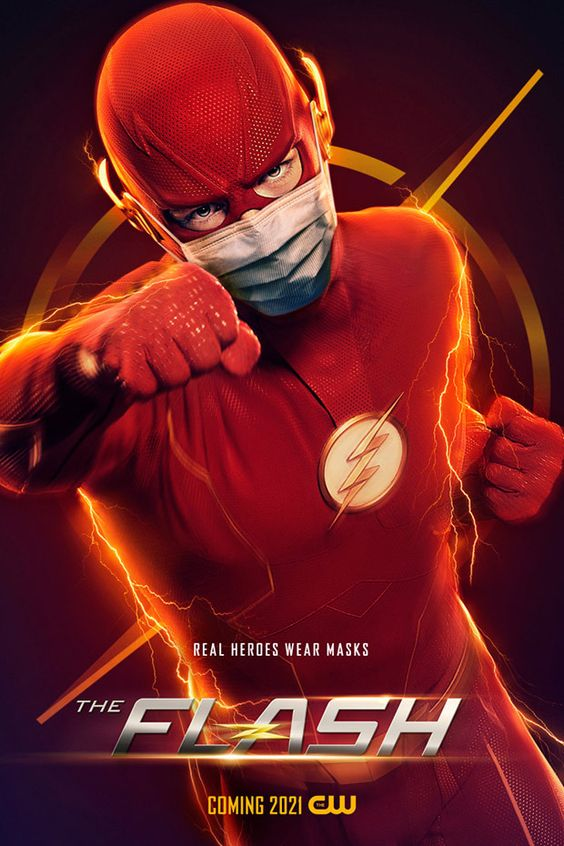 REAL HEROES WEAR MASKS
THE FLASH
COMING 2021 THE CW